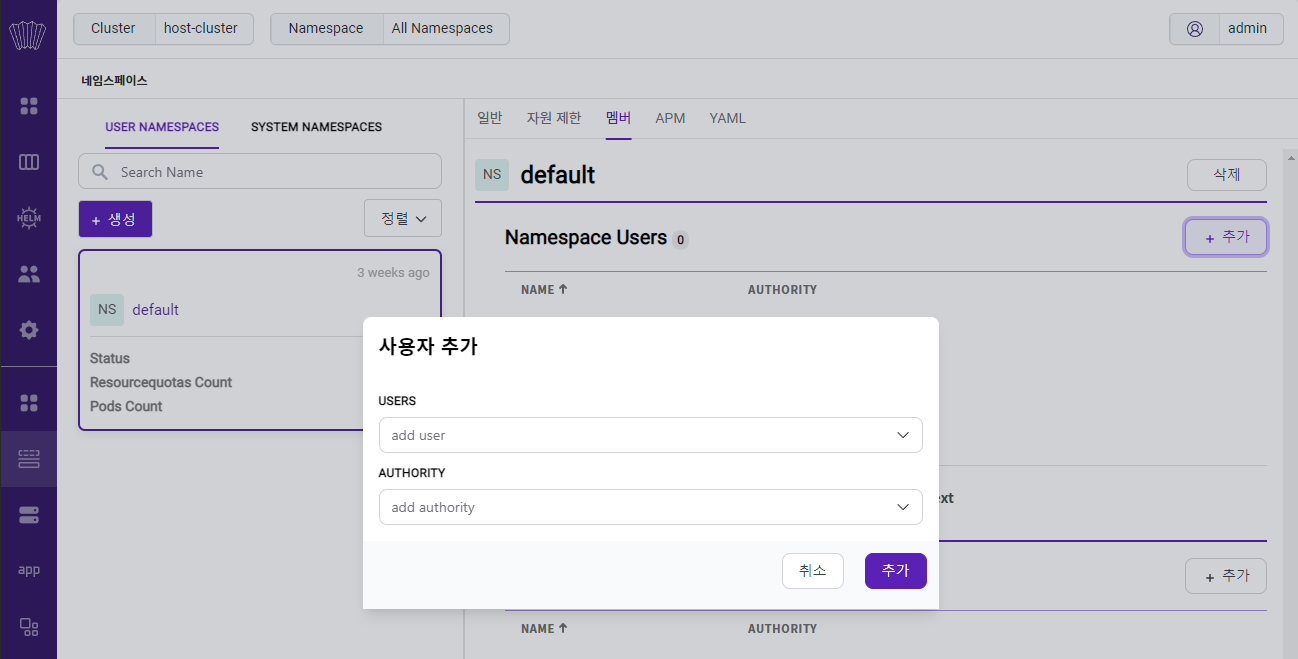 Cluster host-cluster Namespace All Namespaces admin
네임스페이스
USER NAMESPACES SYSTEM NAMESPACES
일반 자원 제한 멤버 APM YAML
HELM
Search Name
NS default 삭제
+ 생성 정렬
Namespace Users 0 + 추가
3 weeks ago
NAME ↑ AUTHORITY
NS default
Status
Resourcequotas Count
Pods Count
사용자 추가
USERS
add user
AUTHORITY
add authority
취소 추가
app
+ 추가
NAME ↑ AUTHORITY